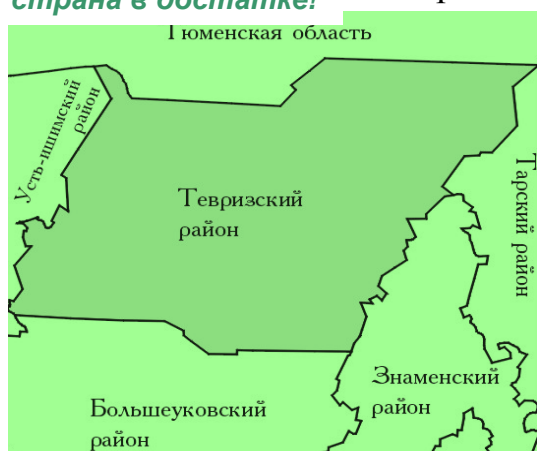 страна в достатке!
Тюменская область
Усть-ишимский
район
Тевризский
район
Тарский район
Знаменский
район
Большеуковский
район